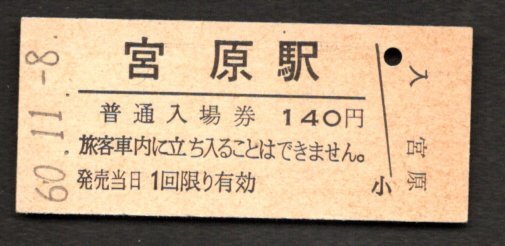 60.11.-8.
宮原駅
普通入場券 140円
旅客車内に立ち入ることはできません。
発売当日1回限り有効
入
宮原
小